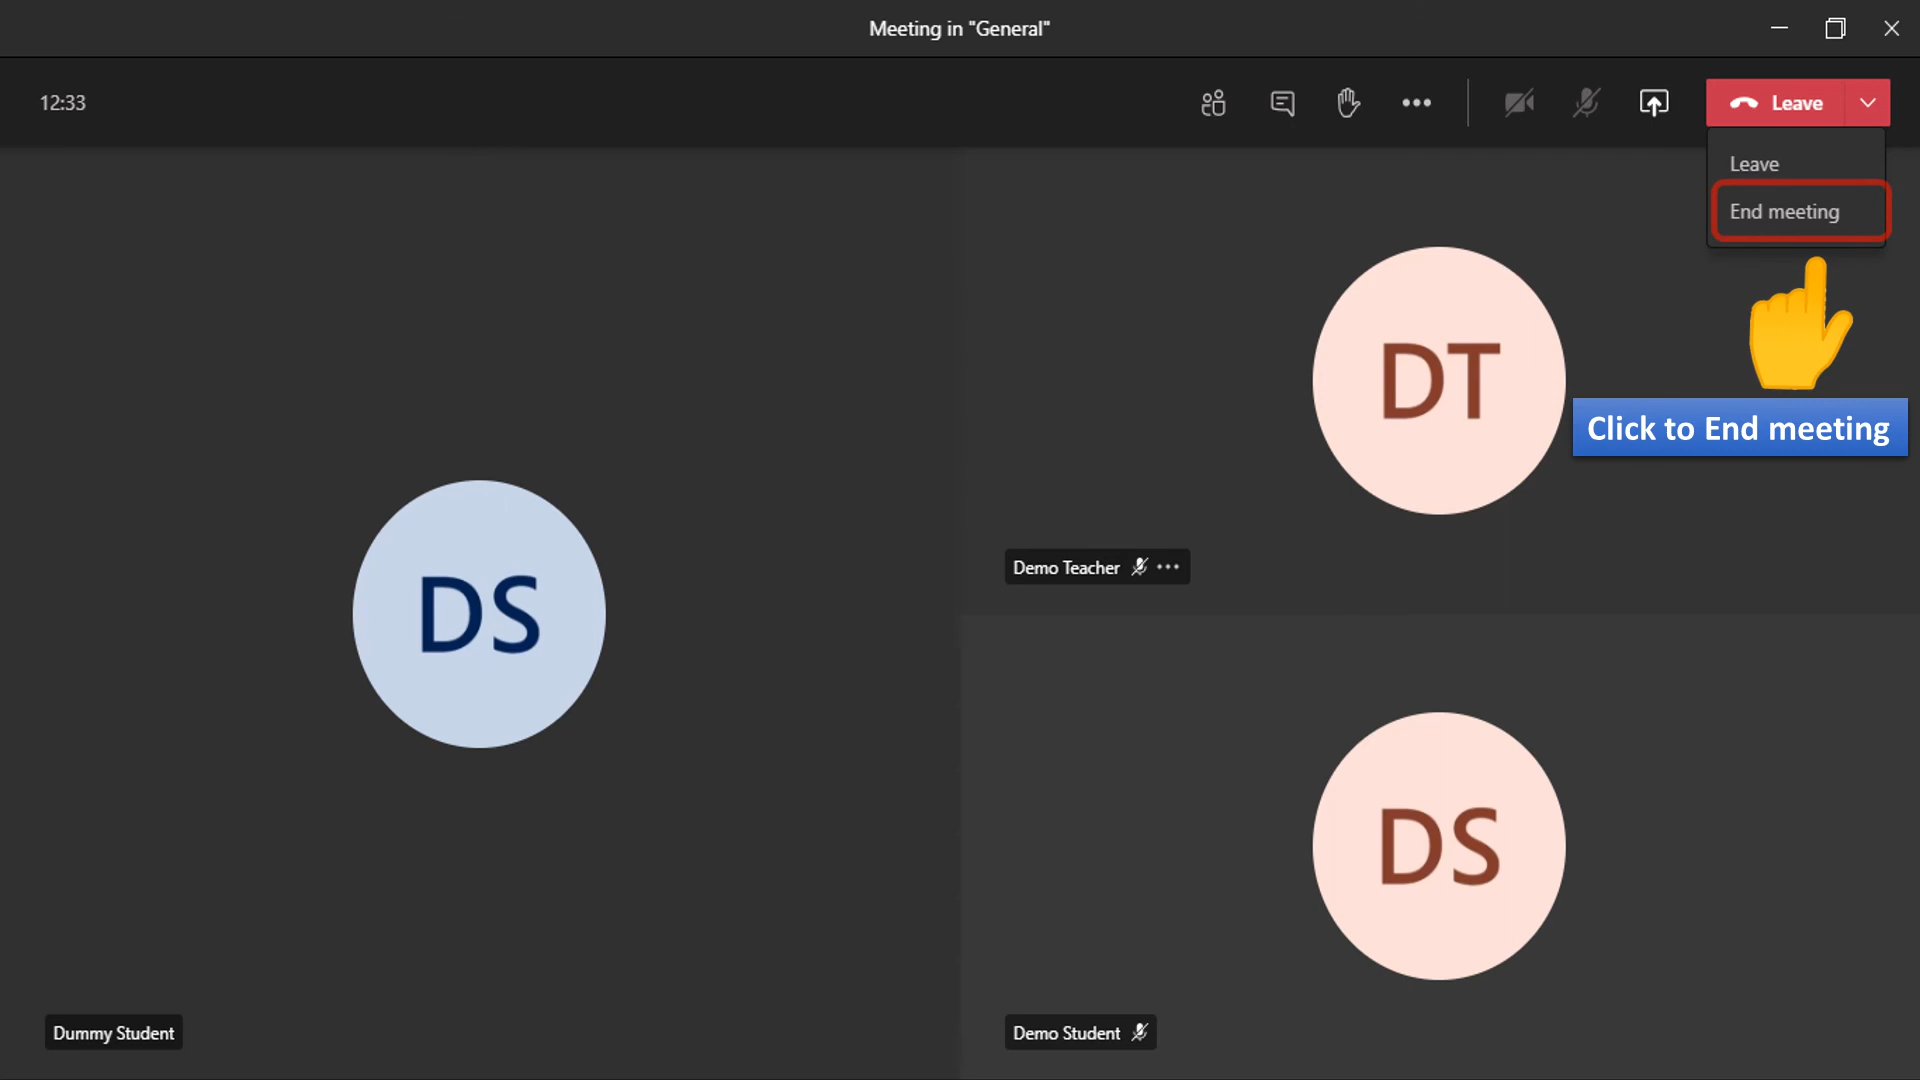 Meeting in "General"
12:33
Leave
Leave
End meeting
Click to End meeting
DT
DS
Demo Teacher
DS
Dummy Student
Demo Student